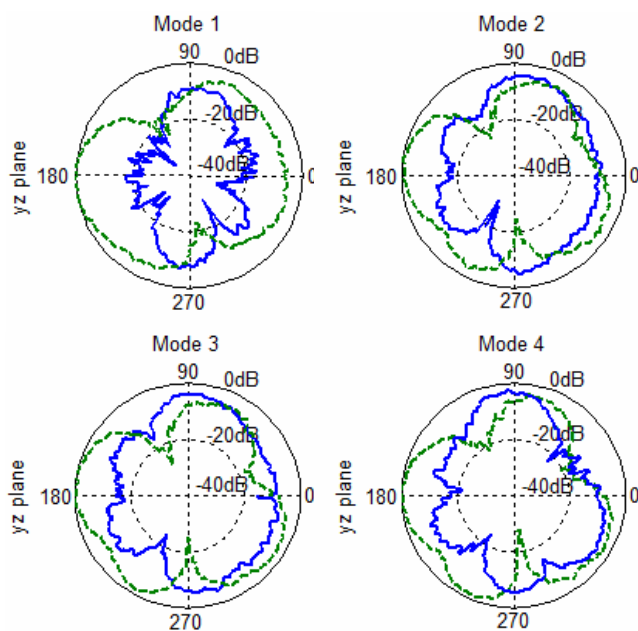 Mode 1
90
0dB
-20dB
-40dB
180
0
270
yz plane
Mode 2
90
0dB
-20dB
-40dB
180
0
270
yz plane
Mode 3
90
0dB
-20dB
-40dB
180
0
270
yz plane
Mode 4
90
0dB
-20dB
-40dB
180
0
270
yz plane